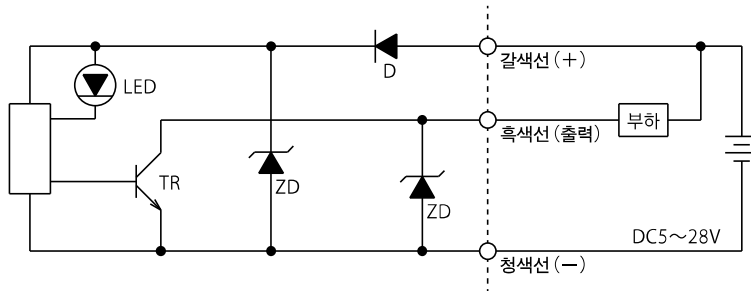 D
갈색선(+)
LED
흑색선(출력)
부하
TR
ZD
ZD
DC5~28V
청색선(-)